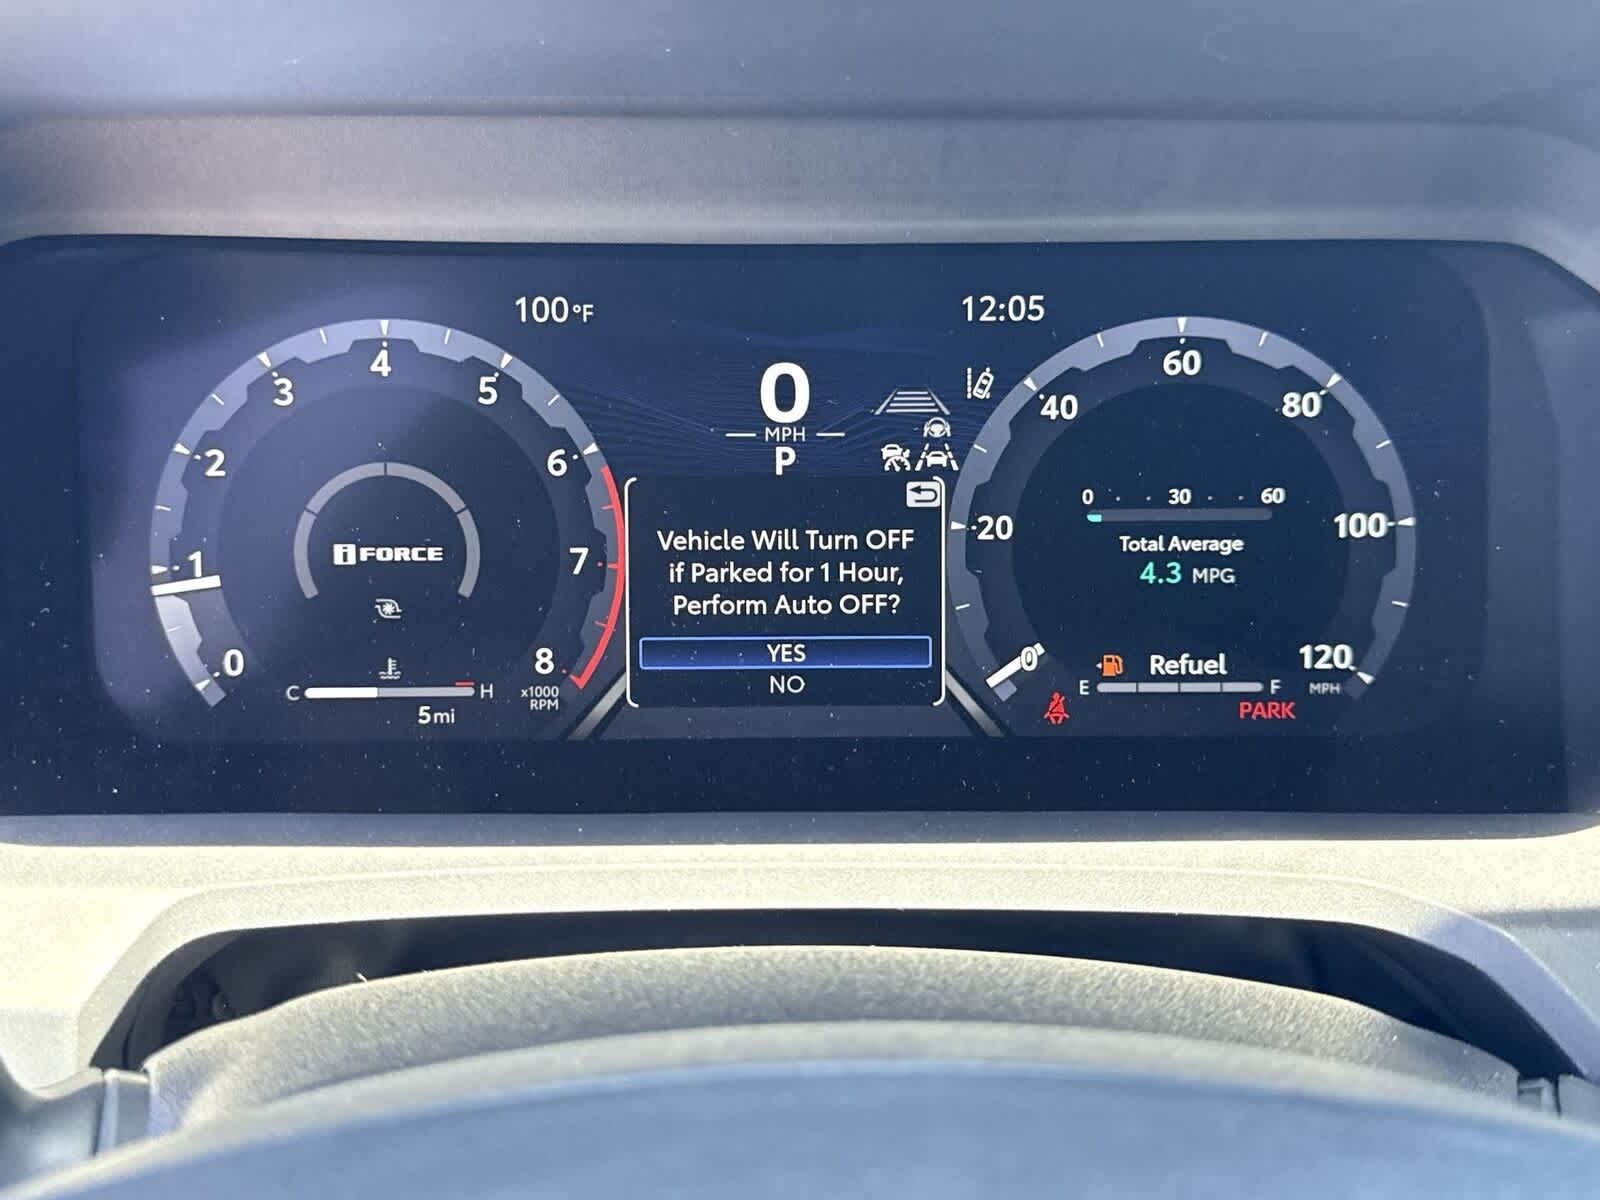 100°F
12:05
0
MPH
P
0
1
2
3
4
5
6
7
8
x1000
RPM
i FORCE
C
H
5mi
Vehicle Will Turn OFF
if Parked for 1 Hour,
Perform Auto OFF?
YES
NO
0
20
40
60
80
100
120
MPH
0 30 60
Total Average
4.3 MPG
Refuel
E
F
PARK